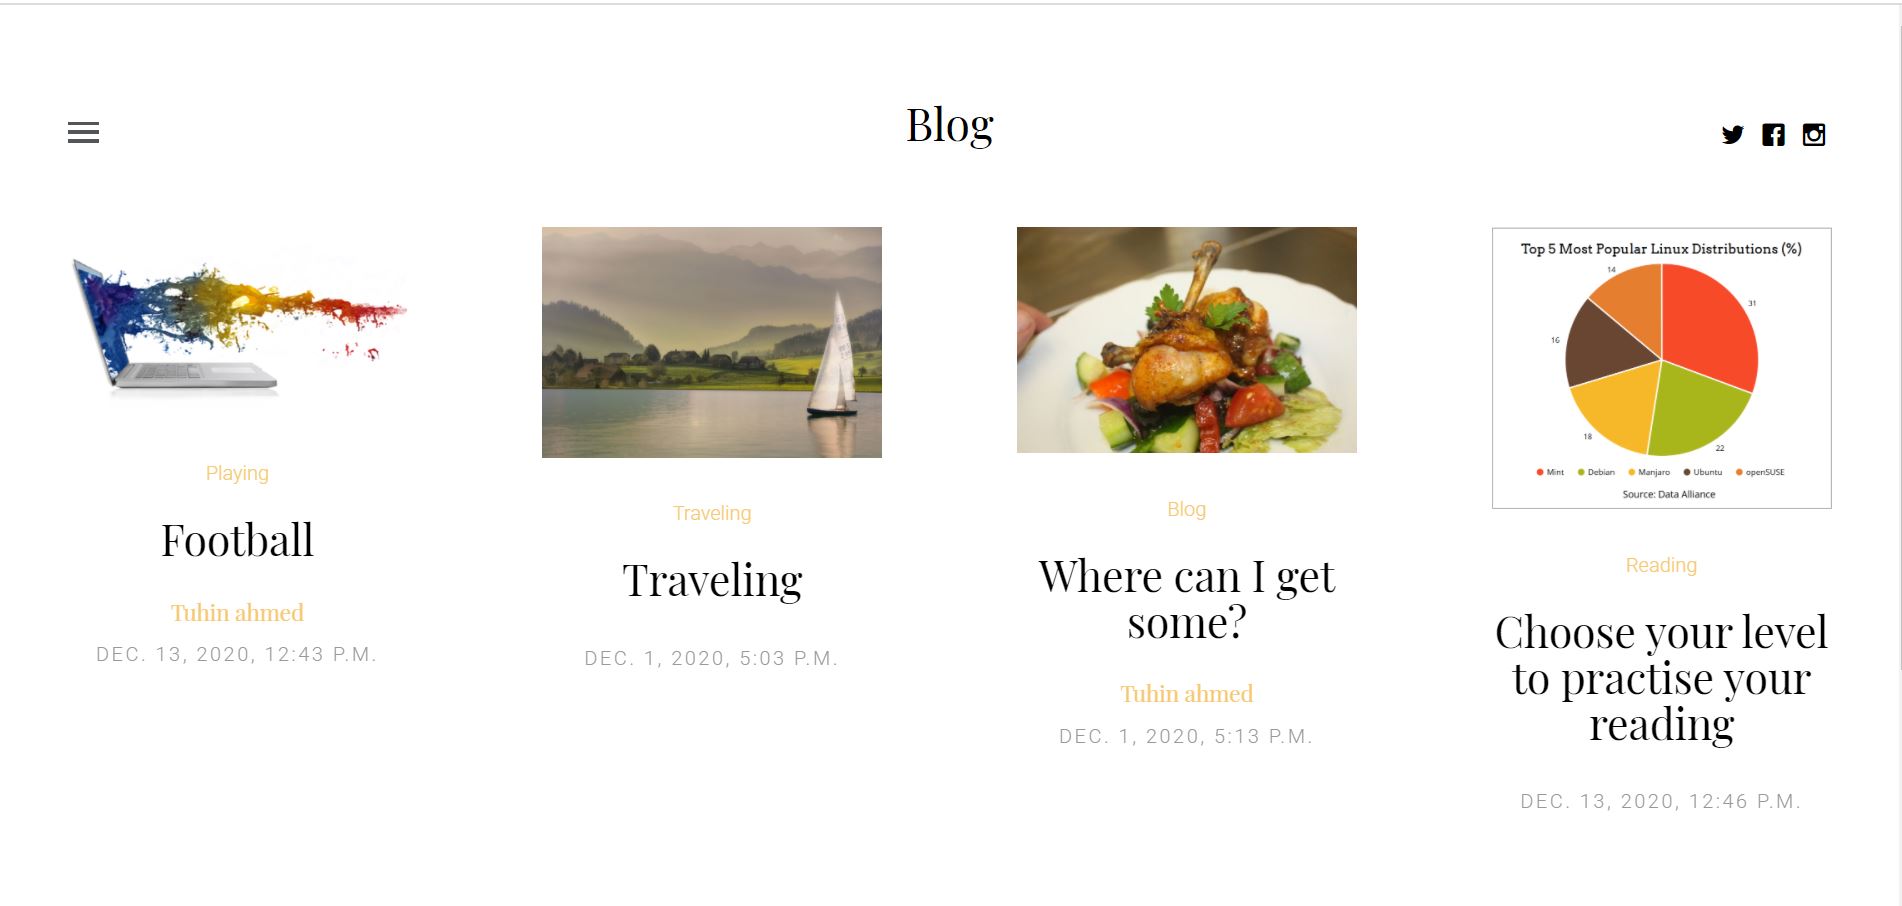 Blog
Playing
Football
Tuhin ahmed
DEC. 13, 2020, 12:43 P.M.
Traveling
Traveling
DEC. 1, 2020, 5:03 P.M.
Blog
Where can I get
some?
Tuhin ahmed
DEC. 1, 2020, 5:13 P.M.
Top 5 Most Popular Linux Distributions (%)
14
31
16
18
22
Mint Debian Manjaro Ubuntu openSUSE
Source: Data Alliance
Reading
Choose your level
to practise your
reading
DEC. 13, 2020, 12:46 P.M.